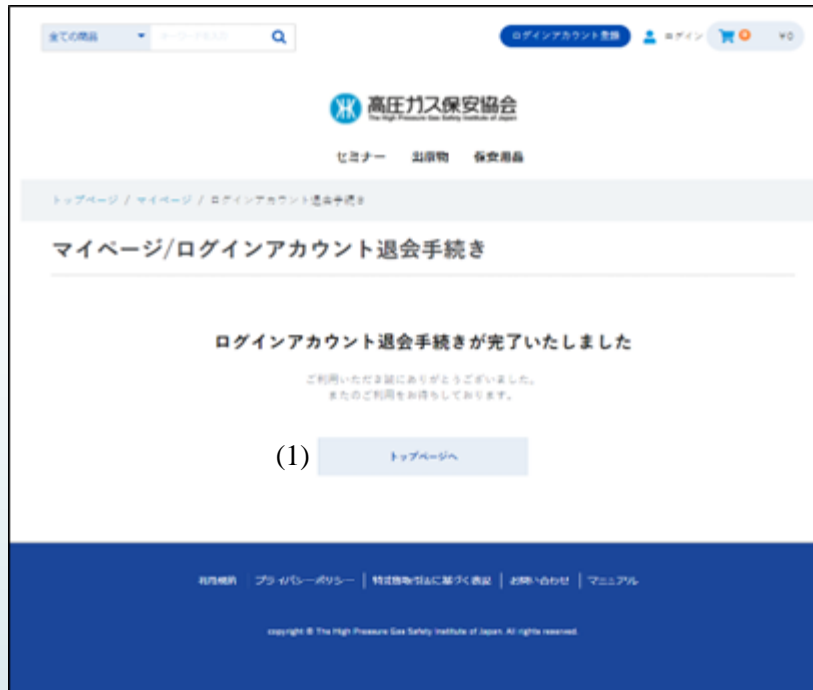 全ての商品
ログインアカウント登録 ログイン 0 ¥0
高圧ガス保安協会
The High Pressure Gas Safety Institute of Japan
セミナー 出版物 保安用品
トップページ / マイページ / ログインアカウント退会手続き
マイページ/ログインアカウント退会手続き
ログインアカウント退会手続きが完了いたしました
ご利用いただき誠にありがとうございました。
またのご利用をお待ちしております。
(1) トップページへ
利用規約 プライバシーポリシー 特定商取引法に基づく表記 お問い合わせ マニュアル
copyright © The High Pressure Gas Safety Institute of Japan. All rights reserved.